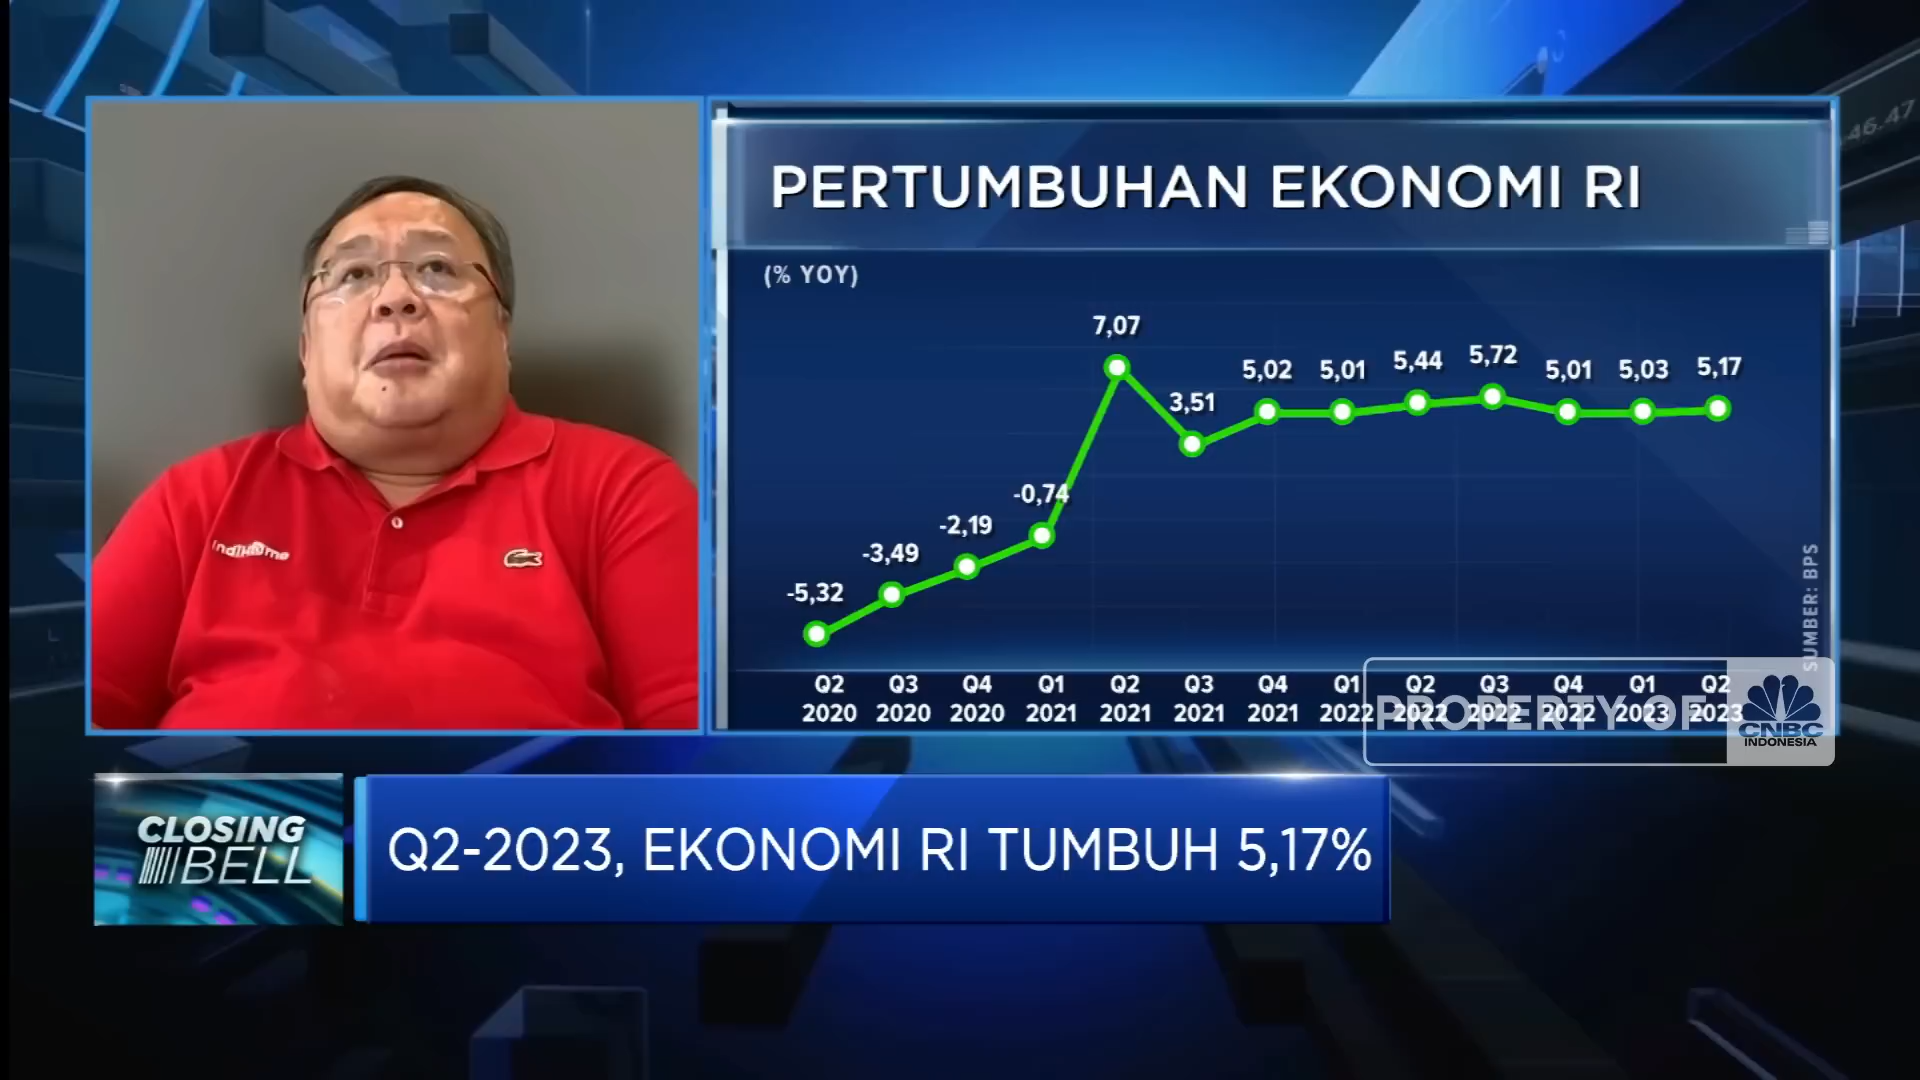 46.47
PERTUMBUHAN EKONOMI RI
(% YOY)
7,07
5,72
5,44
5,02
5,01
5,01
5,03
5,17
3,51
-0,74
-2,19
-3,49
-5,32
SUMBER: BPS
Q2 Q3 Q4 Q1 Q2 Q3 Q4 Q1 Q2 Q3 Q4 Q1 Q2
2020 2020 2020 2021 2021 2021 2021 2022 2022 2022 2022 2023 2023
PROPERTY OF
CNBC
INDONESIA
IndiHome
CLOSING
BELL
Q2-2023, EKONOMI RI TUMBUH 5,17%